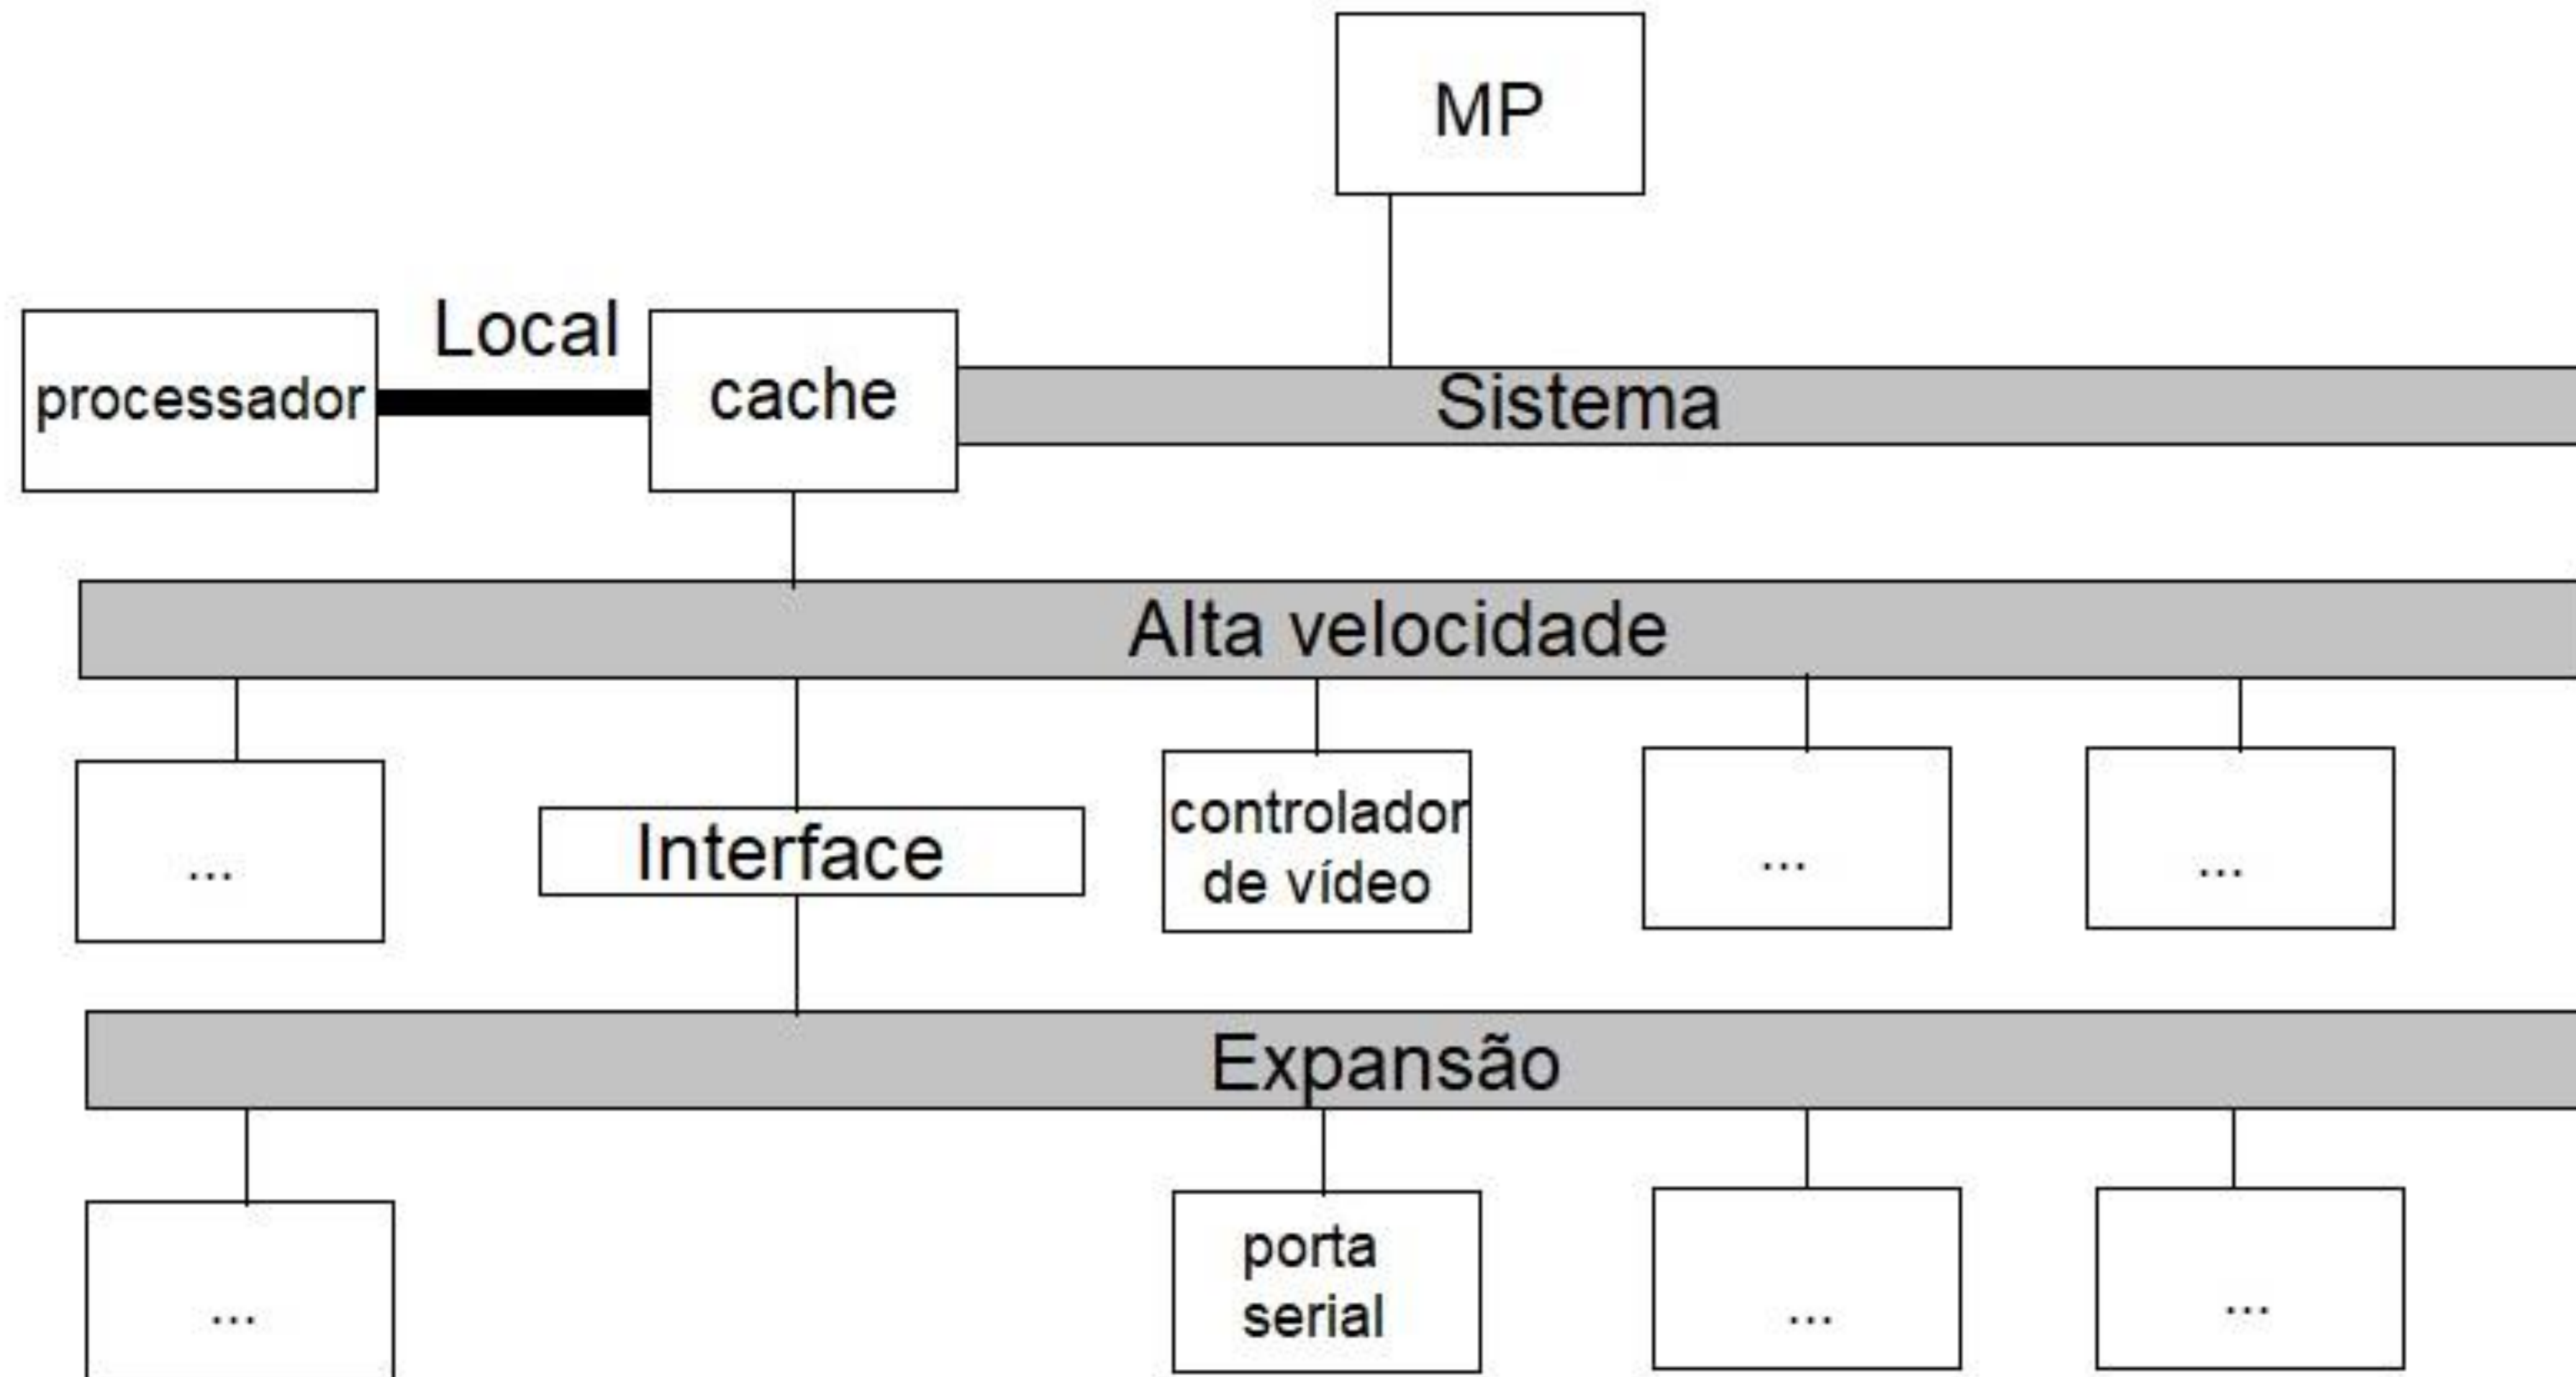 MP
Local
processador
cache
Sistema
Alta velocidade
...
Interface
controlador
de vídeo
...
...
Expansão
...
porta
serial
...
...